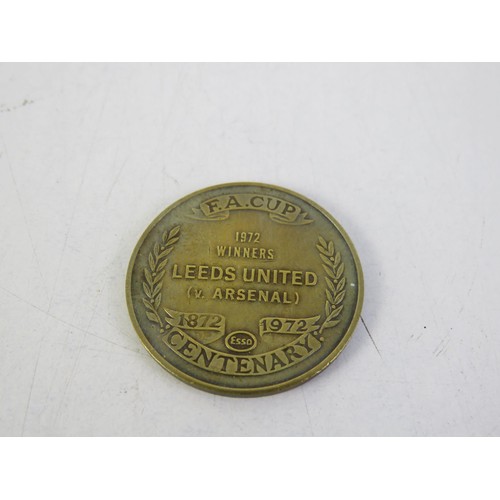 F.A. CUP
1972
WINNERS
LEEDS UNITED
(v. ARSENAL)
1872 1972
Esso
CENTENARY